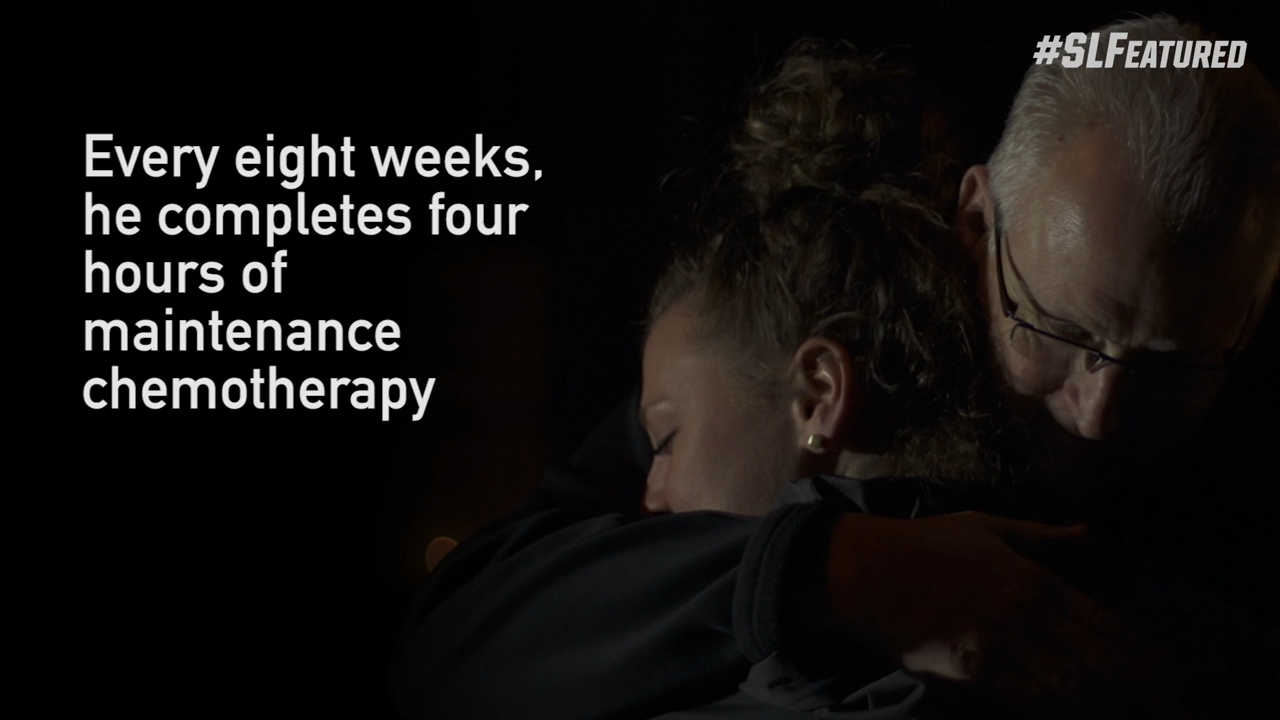 #SLFEATURED
Every eight weeks,
he completes four
hours of
maintenance
chemotherapy